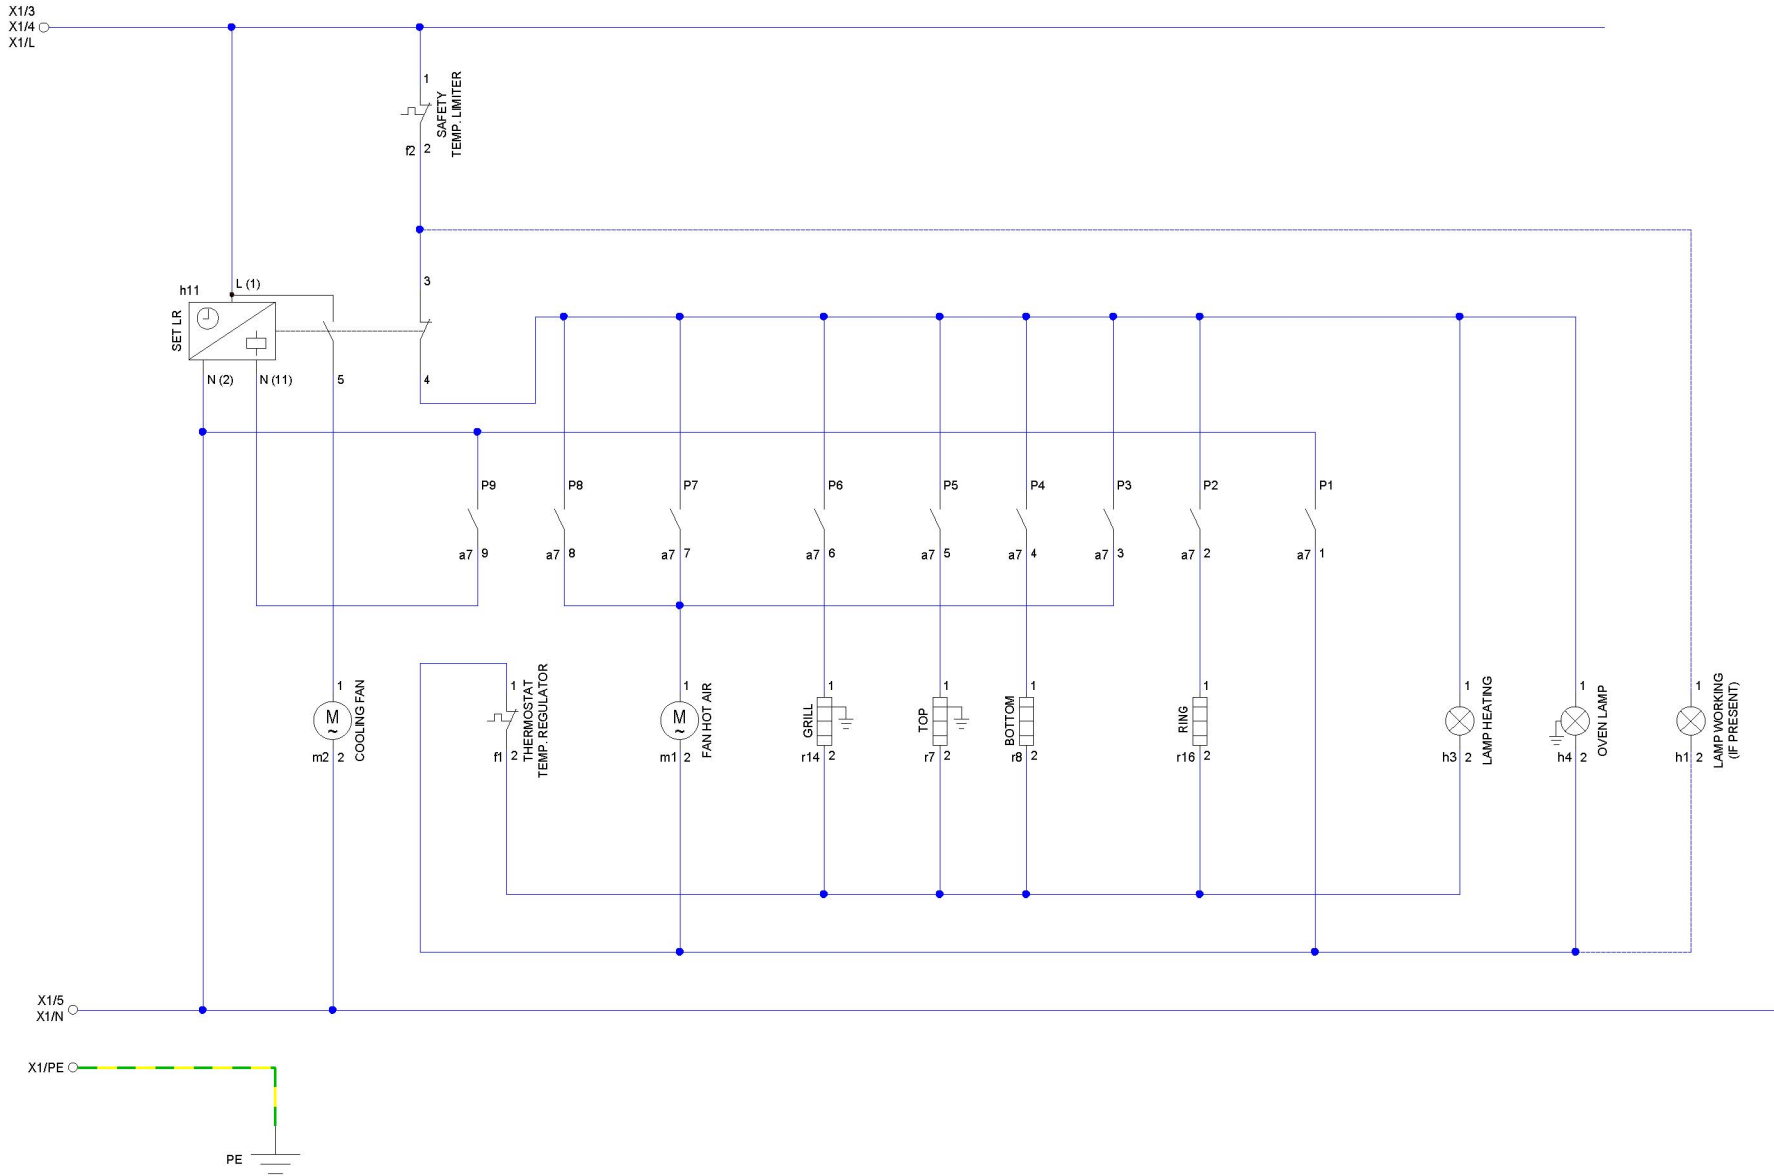 X1/3
X1/4
X1/L
1
SAFETY
TEMP. LIMITER
f2 2
3
L (1)
h11
SET LR
N (2)
N (11)
5
4
P9
P8
P7
P6
P5
P4
P3
P2
P1
a7 9
a7 8
a7 7
a7 6
a7 5
a7 4
a7 3
a7 2
a7 1
1
COOLING FAN
M
~
m2 2
1
THERMOSTAT
TEMP. REGULATOR
f1 2
1
FAN HOT AIR
M
~
m1 2
1
GRILL
r14 2
1
TOP
r7 2
1
BOTTOM
r8 2
1
RING
r16 2
1
LAMP HEATING
h3 2
1
OVEN LAMP
h4 2
1
LAMP WORKING
(IF PRESENT)
h1 2
X1/5
X1/N
X1/PE
PE